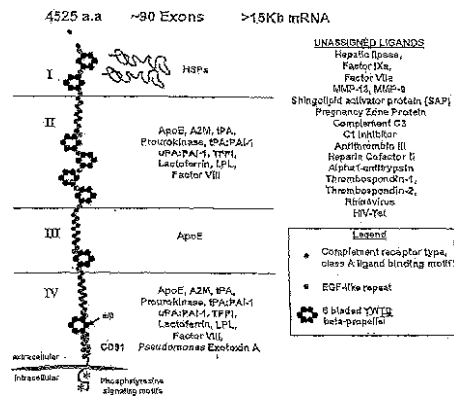 4525 a.a ~90 Exons >15Kb mRNA
I
HSPs
II
ApoE, A2M, tPA,
Prourokinase, tPA:PAI-1
uPA:PAI-1, TFPI,
Lactoferrin, LPL,
Factor VIII
III
ApoE
IV
ApoE, A2M, tPA,
Prourokinase, tPA:PAI-1
uPA:PAI-1, TFPI,
Lactoferrin, LPL,
Factor VIII,
Pseudomonas Exotoxin A
CD91
extracellular
intracellular
Phosphotyrosine
signaling motifs
UNASSIGNED LIGANDS
Hepatic lipase,
Factor IXa,
Factor VIIa
MMP-13, MMP-9
Shingolipid activator protein (SAP)
Pregnancy Zone Protein
Complement C3
C1 Inhibitor
Antithrombin III
Heparin Cofactor II
Alpha1-antitrypsin
Thrombospondin-1,
Thrombospondin-2,
Rhinovirus
HIV-Tat
Legend
Complement receptor type,
class A ligand binding motifs
EGF-like repeat
6 bladed YWTD
beta-propeller